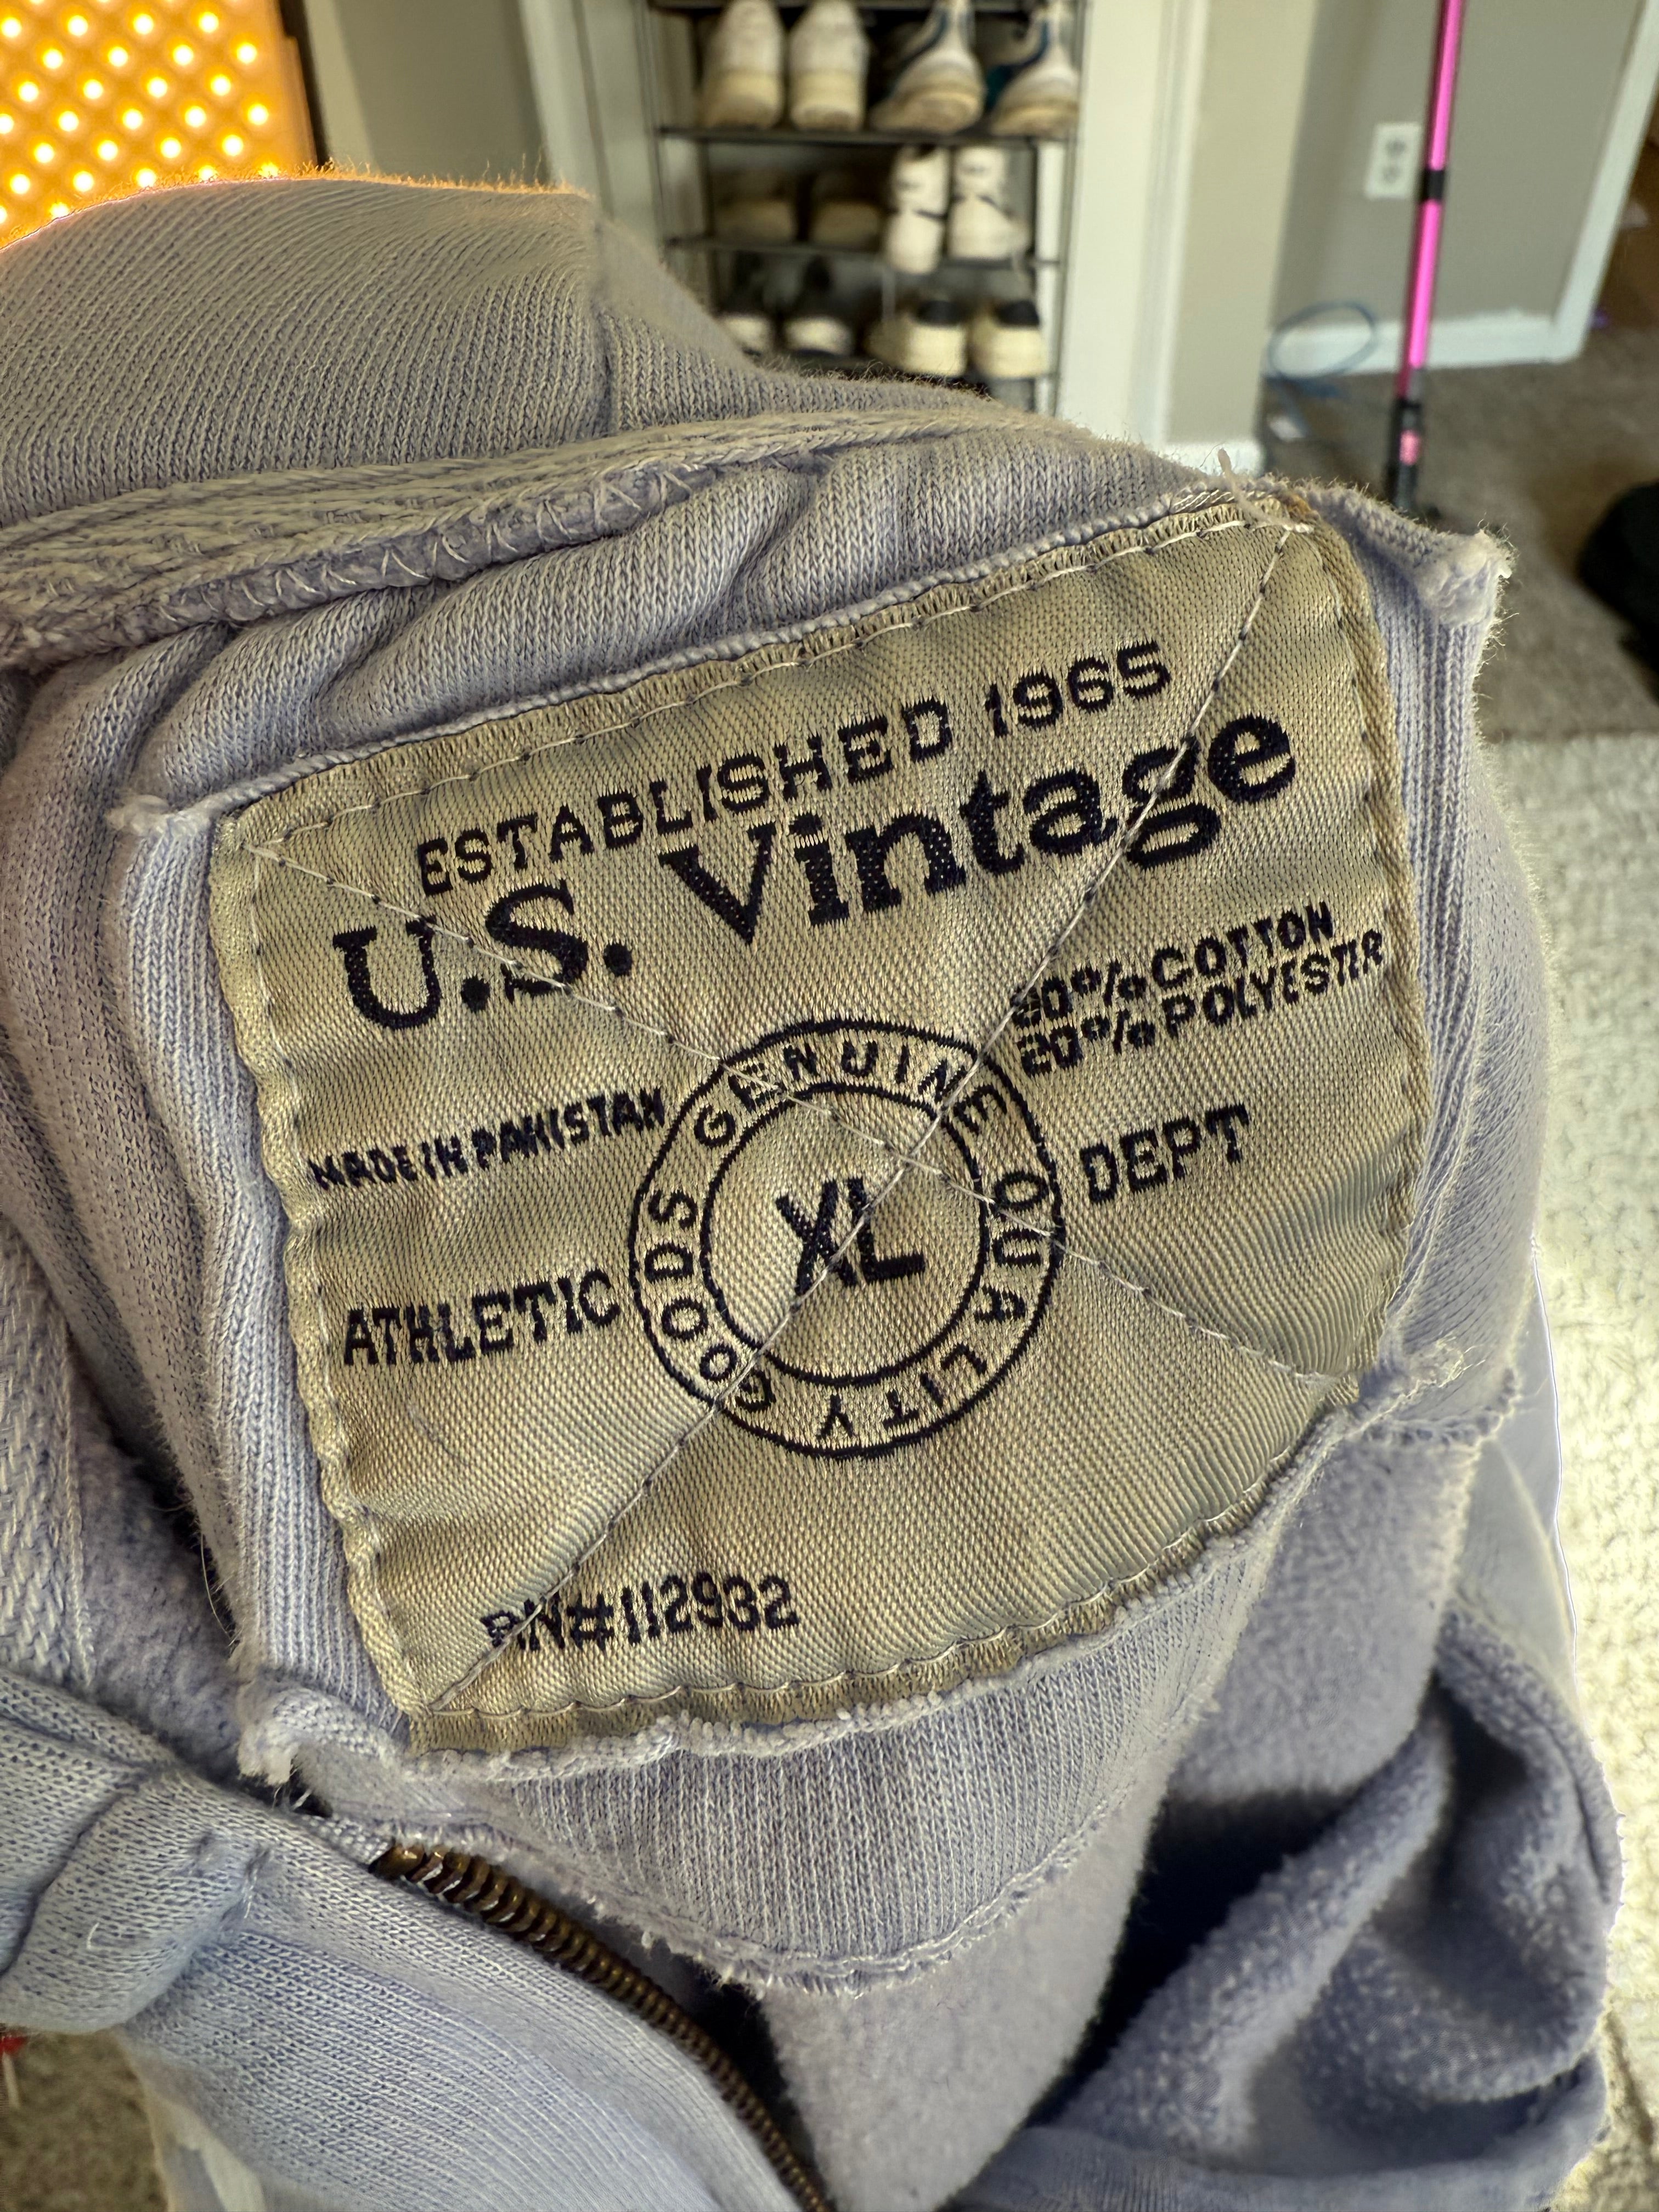 ESTABLISHED 1965
U.S. Vintage
80% COTTON
20% POLYESTER
MADE IN PAKISTAN
GENUINE QUALITY GOODS
ATHLETIC XL DEPT
RN#112932